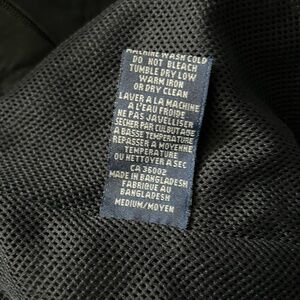 MACHINE WASH COLD
DO NOT BLEACH
TUMBLE DRY LOW
WARM IRON
OR DRY CLEAN
LAVER A LA MACHINE
A L'EAU FROIDE
NE PAS JAVELLISER
SECHER PAR CULBUTAGE
A BASSE TEMPERATURE
REPASSER A MOYENNE
TEMPERATURE
OU NETTOYER A SEC
CA 36002
MADE IN BANGLADESH
FABRIQUE AU
BANGLADESH
MEDIUM/MOYEN